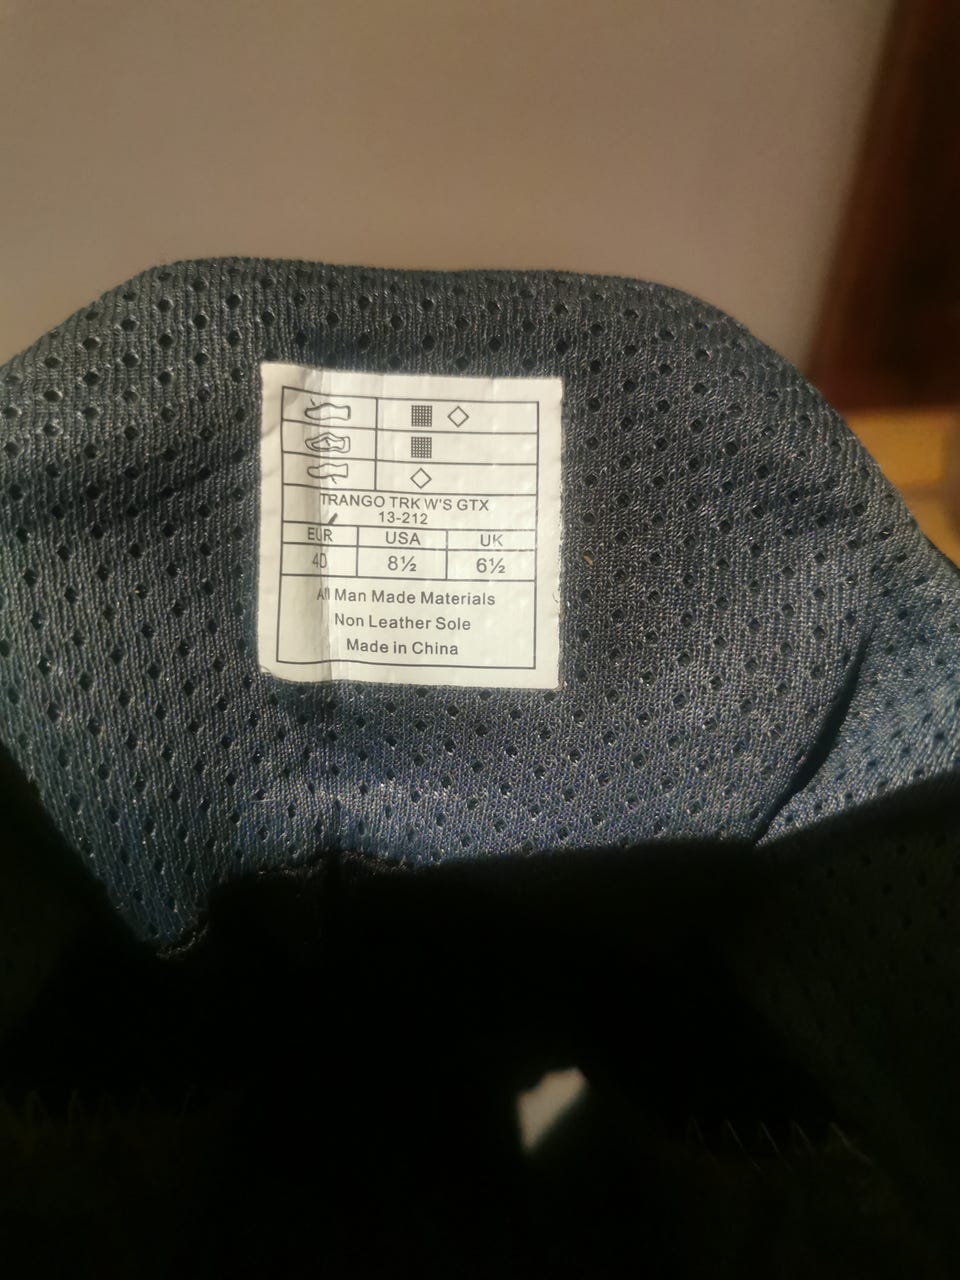 TRANGO TRK W'S GTX
13-212
EUR USA UK
40 8½ 6½
All Man Made Materials
Non Leather Sole
Made in China